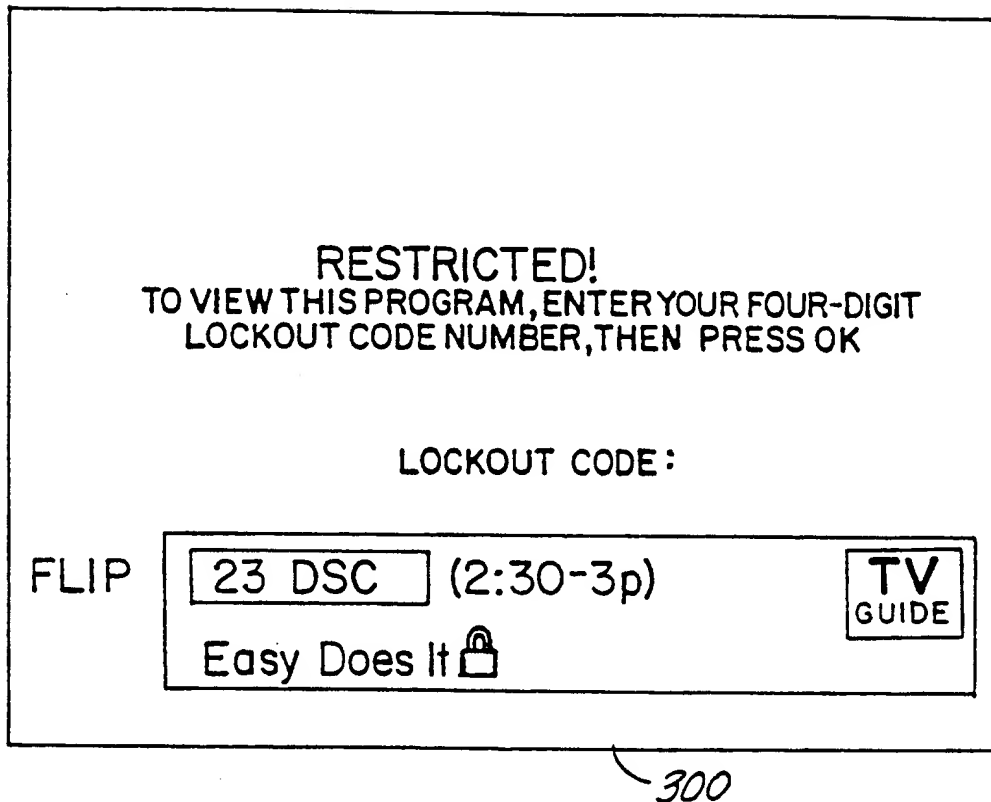 RESTRICTED!
TO VIEW THIS PROGRAM, ENTER YOUR FOUR-DIGIT
LOCKOUT CODE NUMBER, THEN PRESS OK
LOCKOUT CODE:
FLIP
23 DSC (2:30-3p)
TV
GUIDE
Easy Does It
300